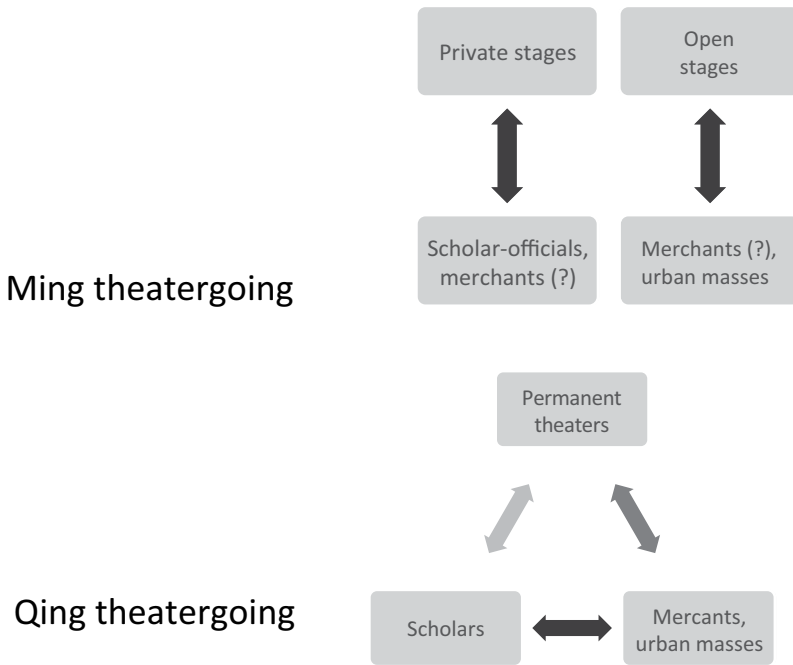 Private stages
Open
stages
Scholar-officials,
merchants (?)
Merchants (?),
urban masses
Ming theatergoing
Permanent
theaters
Qing theatergoing
Scholars
Mercants,
urban masses